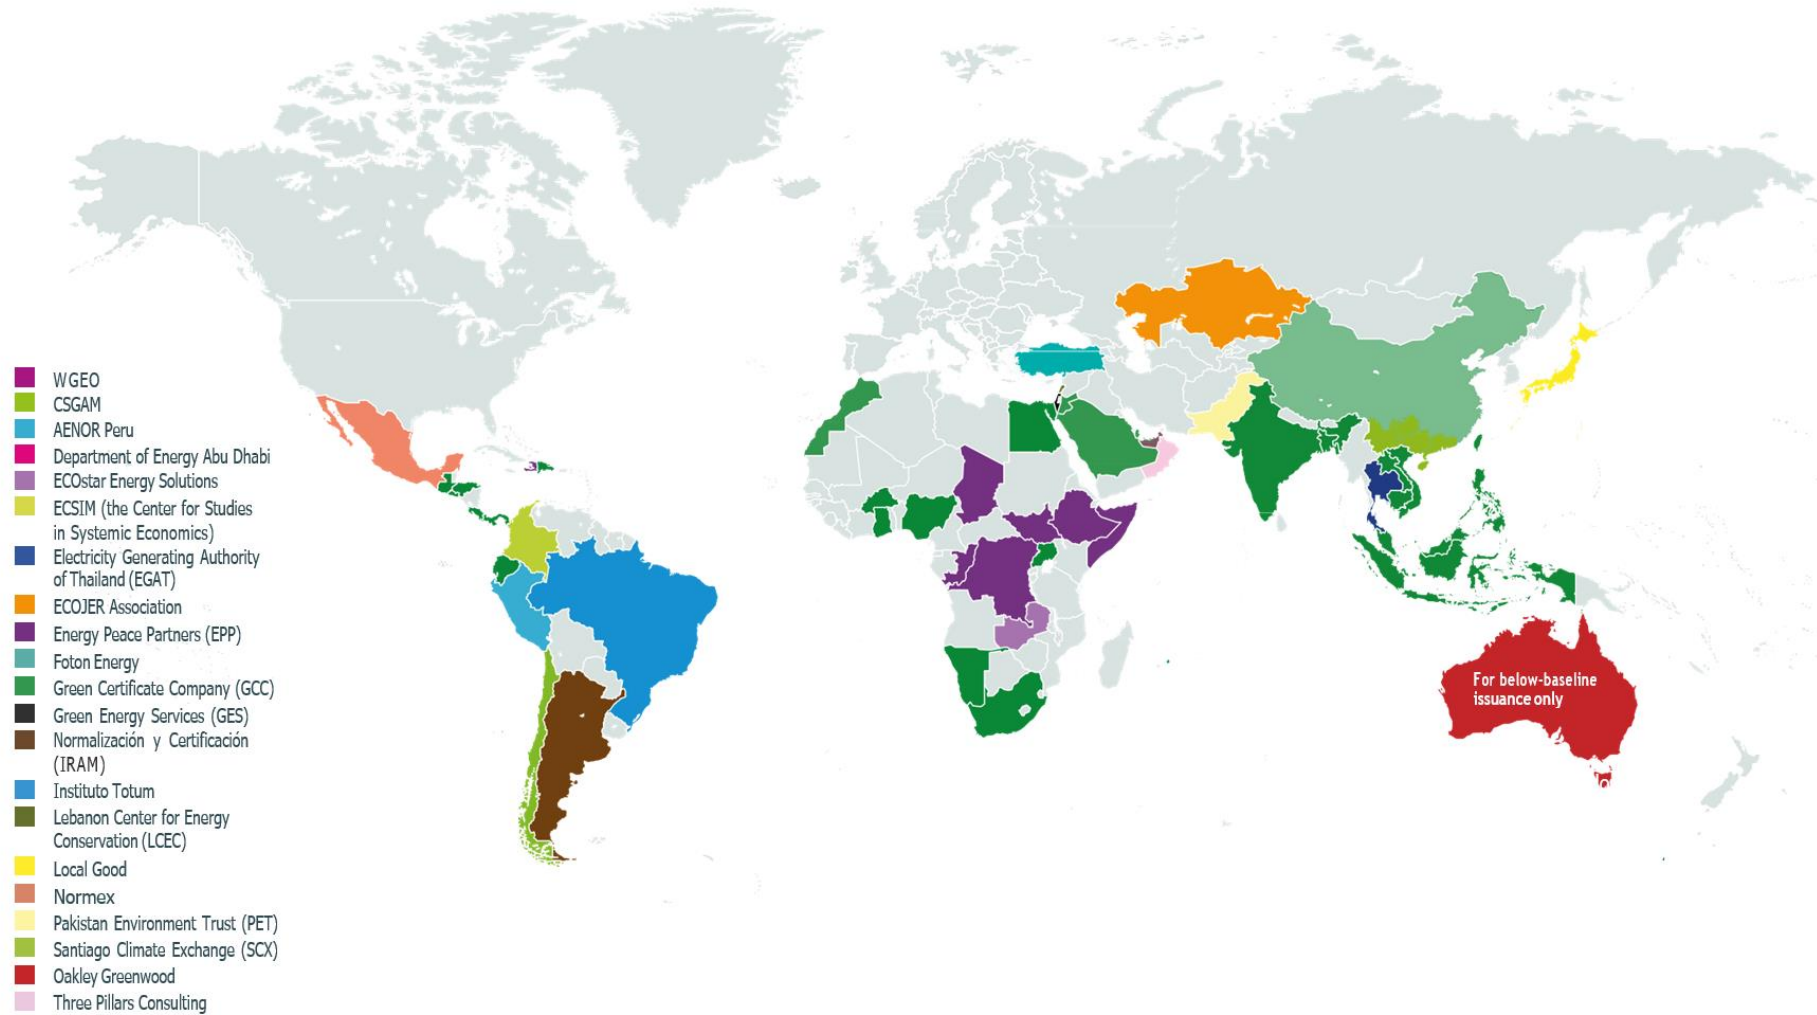 WGEO
CSGAM
AENOR Peru
Department of Energy Abu Dhabi
ECOstar Energy Solutions
ECSIM (the Center for Studies
in Systemic Economics)
Electricity Generating Authority
of Thailand (EGAT)
ECOJER Association
Energy Peace Partners (EPP)
Foton Energy
Green Certificate Company (GCC)
Green Energy Services (GES)
Normalización y Certificación
(IRAM)
Instituto Totum
Lebanon Center for Energy
Conservation (LCEC)
Local Good
Normex
Pakistan Environment Trust (PET)
Santiago Climate Exchange (SCX)
Oakley Greenwood
Three Pillars Consulting
For below-baseline
issuance only